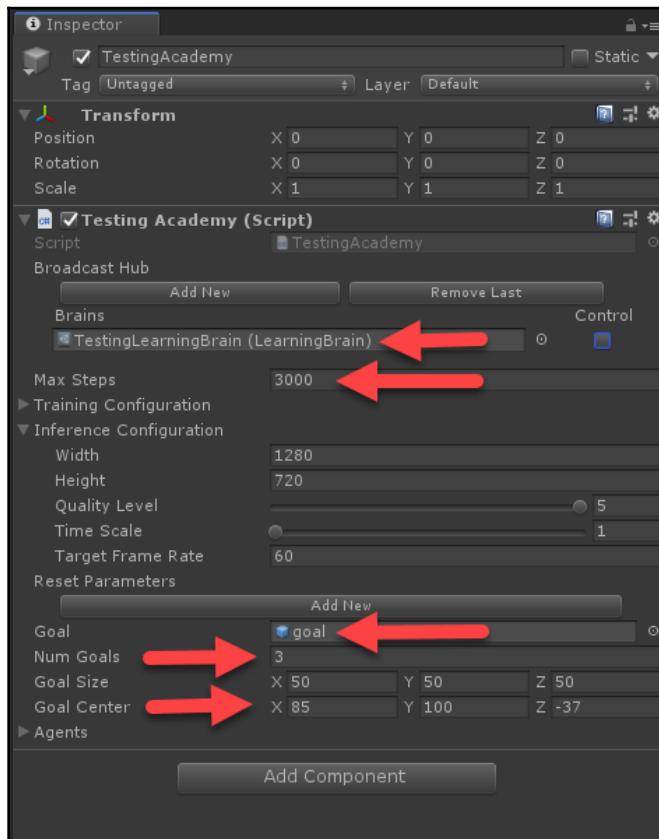 Inspector
TestingAcademy Static
Tag Untagged Layer Default
Transform
Position X 0 Y 0 Z 0
Rotation X 0 Y 0 Z 0
Scale X 1 Y 1 Z 1
C# Testing Academy (Script)
Script TestingAcademy
Broadcast Hub
Add New Remove Last
Brains Control
TestingLearningBrain (LearningBrain)
Max Steps 3000
Training Configuration
Inference Configuration
Width 1280
Height 720
Quality Level 5
Time Scale 1
Target Frame Rate 60
Reset Parameters
Add New
Goal goal
Num Goals 3
Goal Size X 50 Y 50 Z 50
Goal Center X 85 Y 100 Z -37
Agents
Add Component